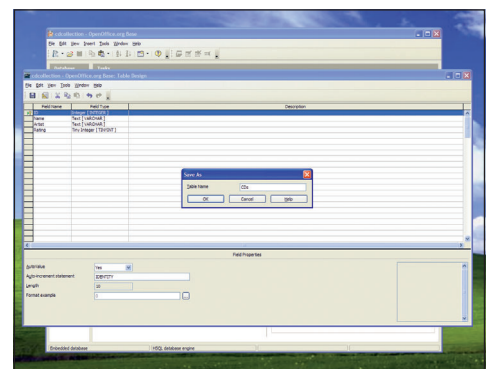 cdcollection - OpenOffice.org Base
File Edit View Insert Tools Window Help
Database Tasks
cdcollection - OpenOffice.org Base: Table Design
File Edit View Tools Window Help
Field Name Field Type Description
ID Integer [ INTEGER ]
Name Text [ VARCHAR ]
Artist Text [ VARCHAR ]
Rating Tiny Integer [ TINYINT ]
Save As
Table Name CDs
OK Cancel Help
Field Properties
AutoValue Yes
Auto-increment statement IDENTITY
Length 10
Format example 0
Embedded database HSQL database engine